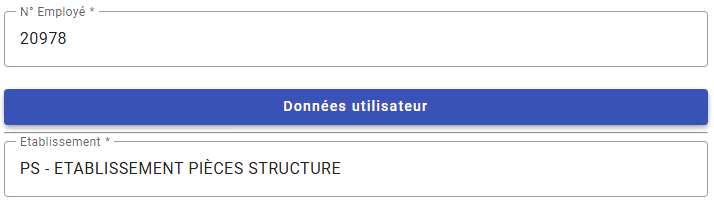 N° Employé *
20978
Données utilisateur
Etablissement *
PS - ETABLISSEMENT PIÈCES STRUCTURE